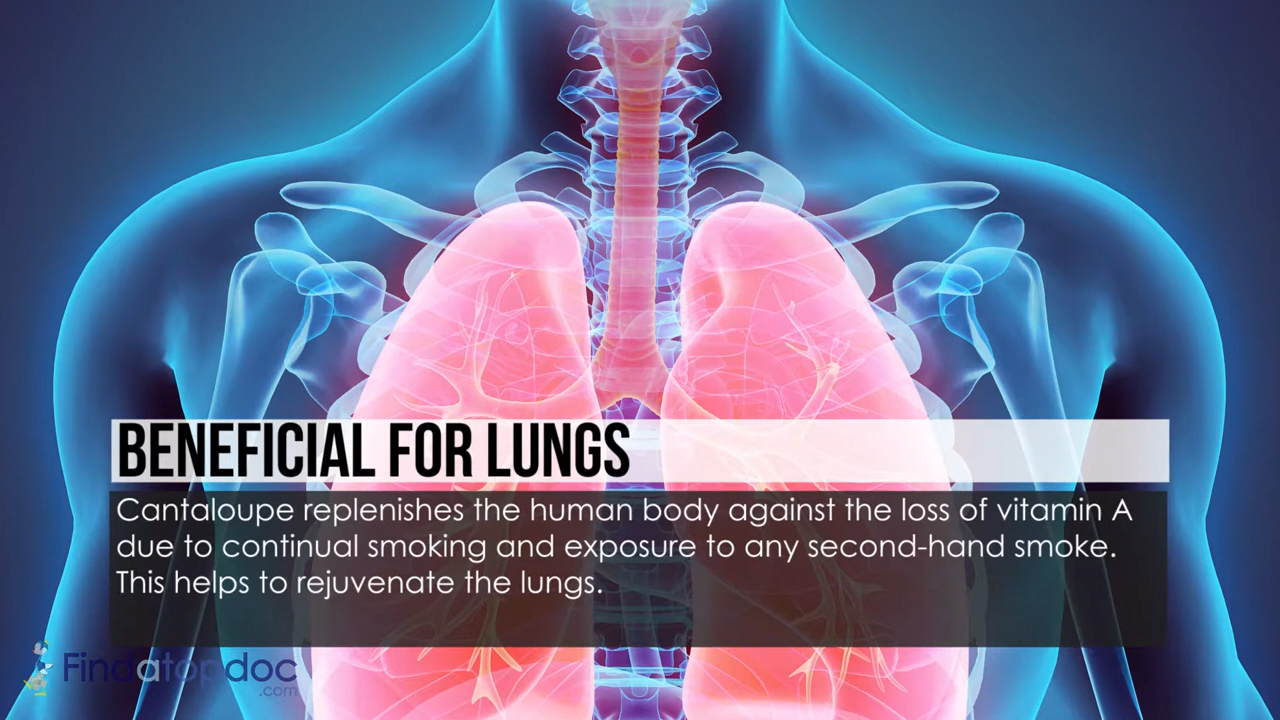 BENEFICIAL FOR LUNGS
Cantaloupe replenishes the human body against the loss of vitamin A
due to continual smoking and exposure to any second-hand smoke.
This helps to rejuvenate the lungs.
Findatopdoc
.com